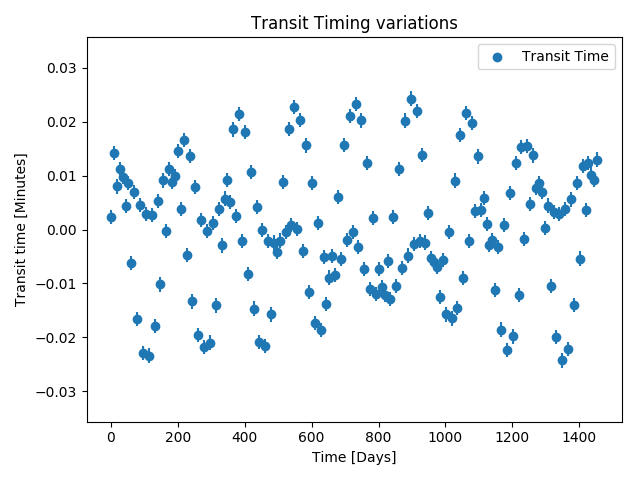 Transit Timing variations
Transit Time
0.03
0.02
0.01
0.00
−0.01
−0.02
−0.03
Transit time [Minutes]
0 200 400 600 800 1000 1200 1400
Time [Days]